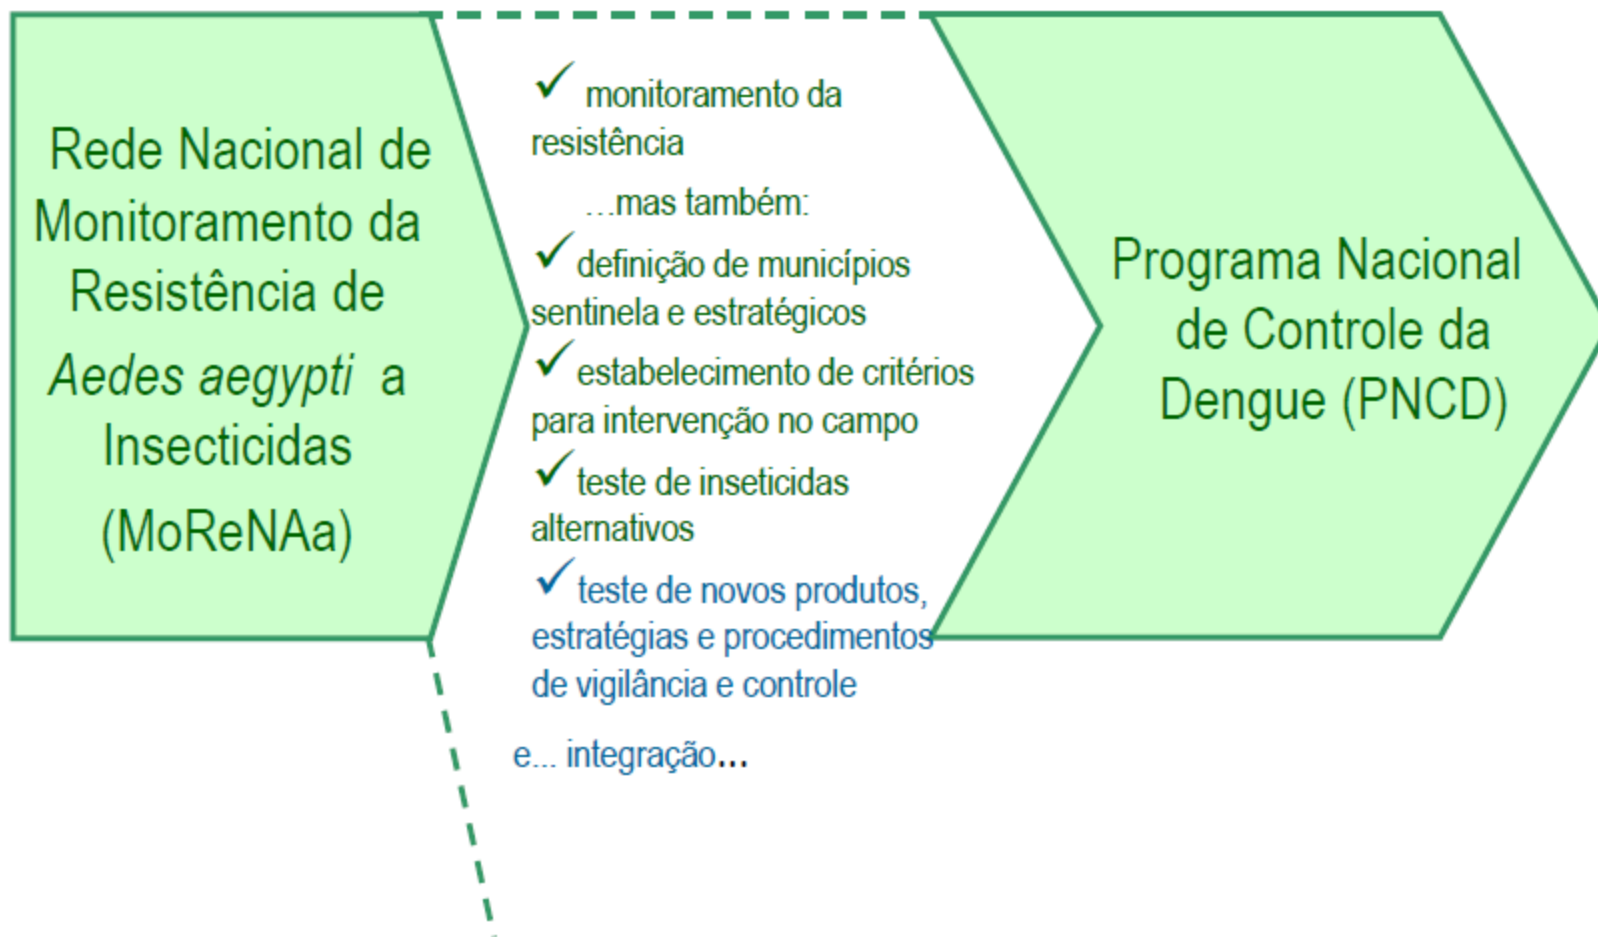 Rede Nacional de
Monitoramento da
Resistência de
Aedes aegypti a
Insecticidas
(MoReNAa)
✓ monitoramento da
resistência
...mas também:
✓ definição de municípios
sentinela e estratégicos
✓ estabelecimento de critérios
para intervenção no campo
✓ teste de inseticidas
alternativos
✓ teste de novos produtos,
estratégias e procedimentos
de vigilância e controle
e... integração...
Programa Nacional
de Controle da
Dengue (PNCD)